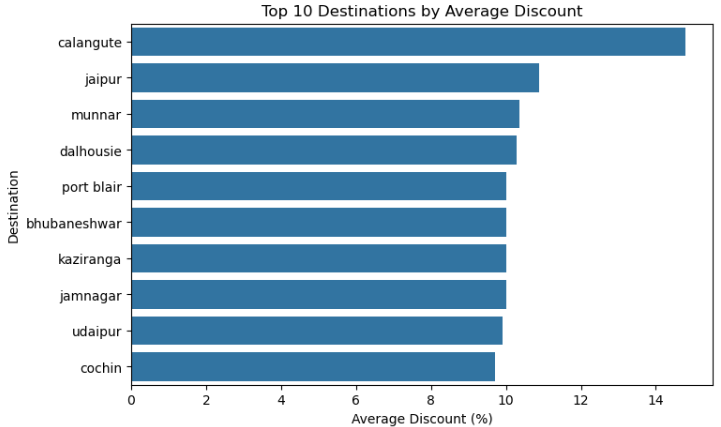 Top 10 Destinations by Average Discount
calangute
jaipur
munnar
dalhousie
port blair
bhubaneshwar
kaziranga
jamnagar
udaipur
cochin
Destination
0 2 4 6 8 10 12 14
Average Discount (%)